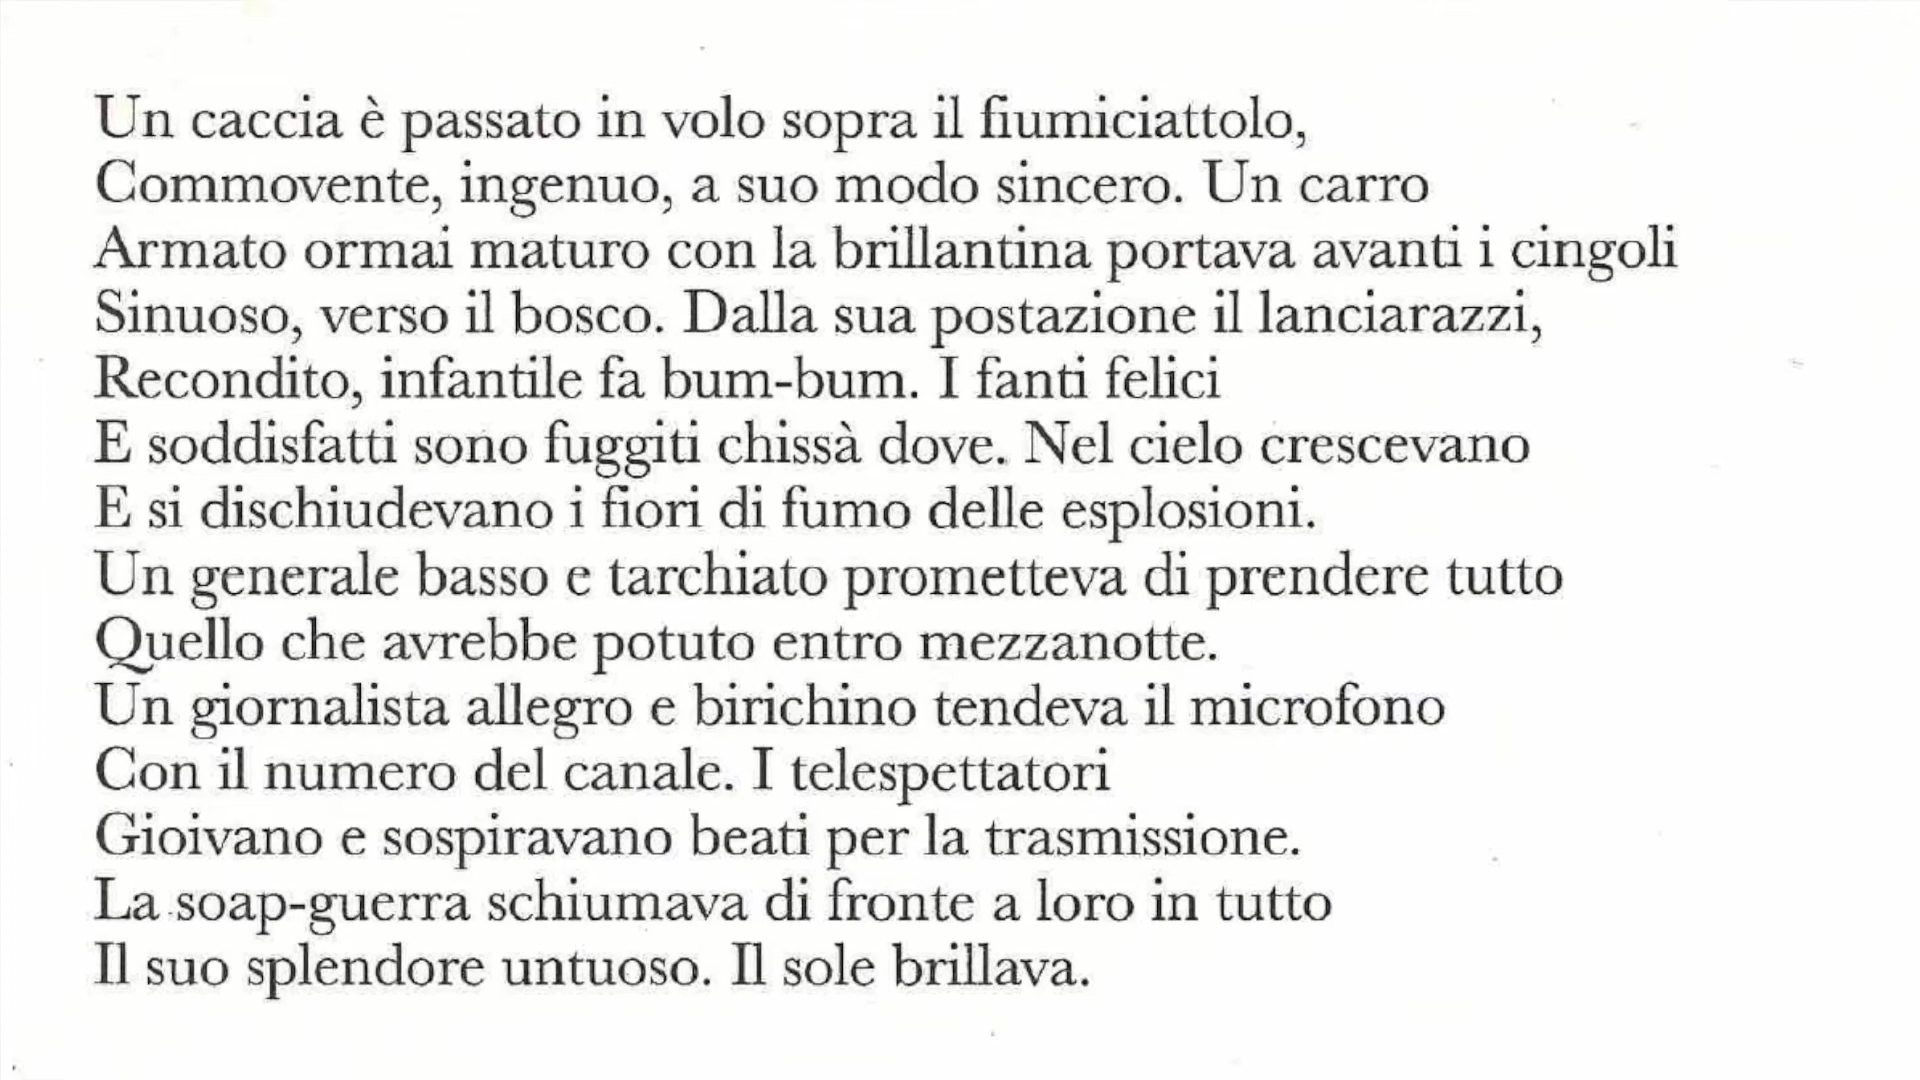 Un caccia è passato in volo sopra il fiumiciattolo,
Commovente, ingenuo, a suo modo sincero. Un carro
Armato ormai maturo con la brillantina portava avanti i cingoli
Sinuoso, verso il bosco. Dalla sua postazione il lanciarazzi,
Recondito, infantile fa bum-bum. I fanti felici
E soddisfatti sono fuggiti chissà dove. Nel cielo crescevano
E si dischiudevano i fiori di fumo delle esplosioni.
Un generale basso e tarchiato prometteva di prendere tutto
Quello che avrebbe potuto entro mezzanotte.
Un giornalista allegro e birichino tendeva il microfono
Con il numero del canale. I telespettatori
Gioivano e sospiravano beati per la trasmissione.
La soap-guerra schiumava di fronte a loro in tutto
Il suo splendore untuoso. Il sole brillava.